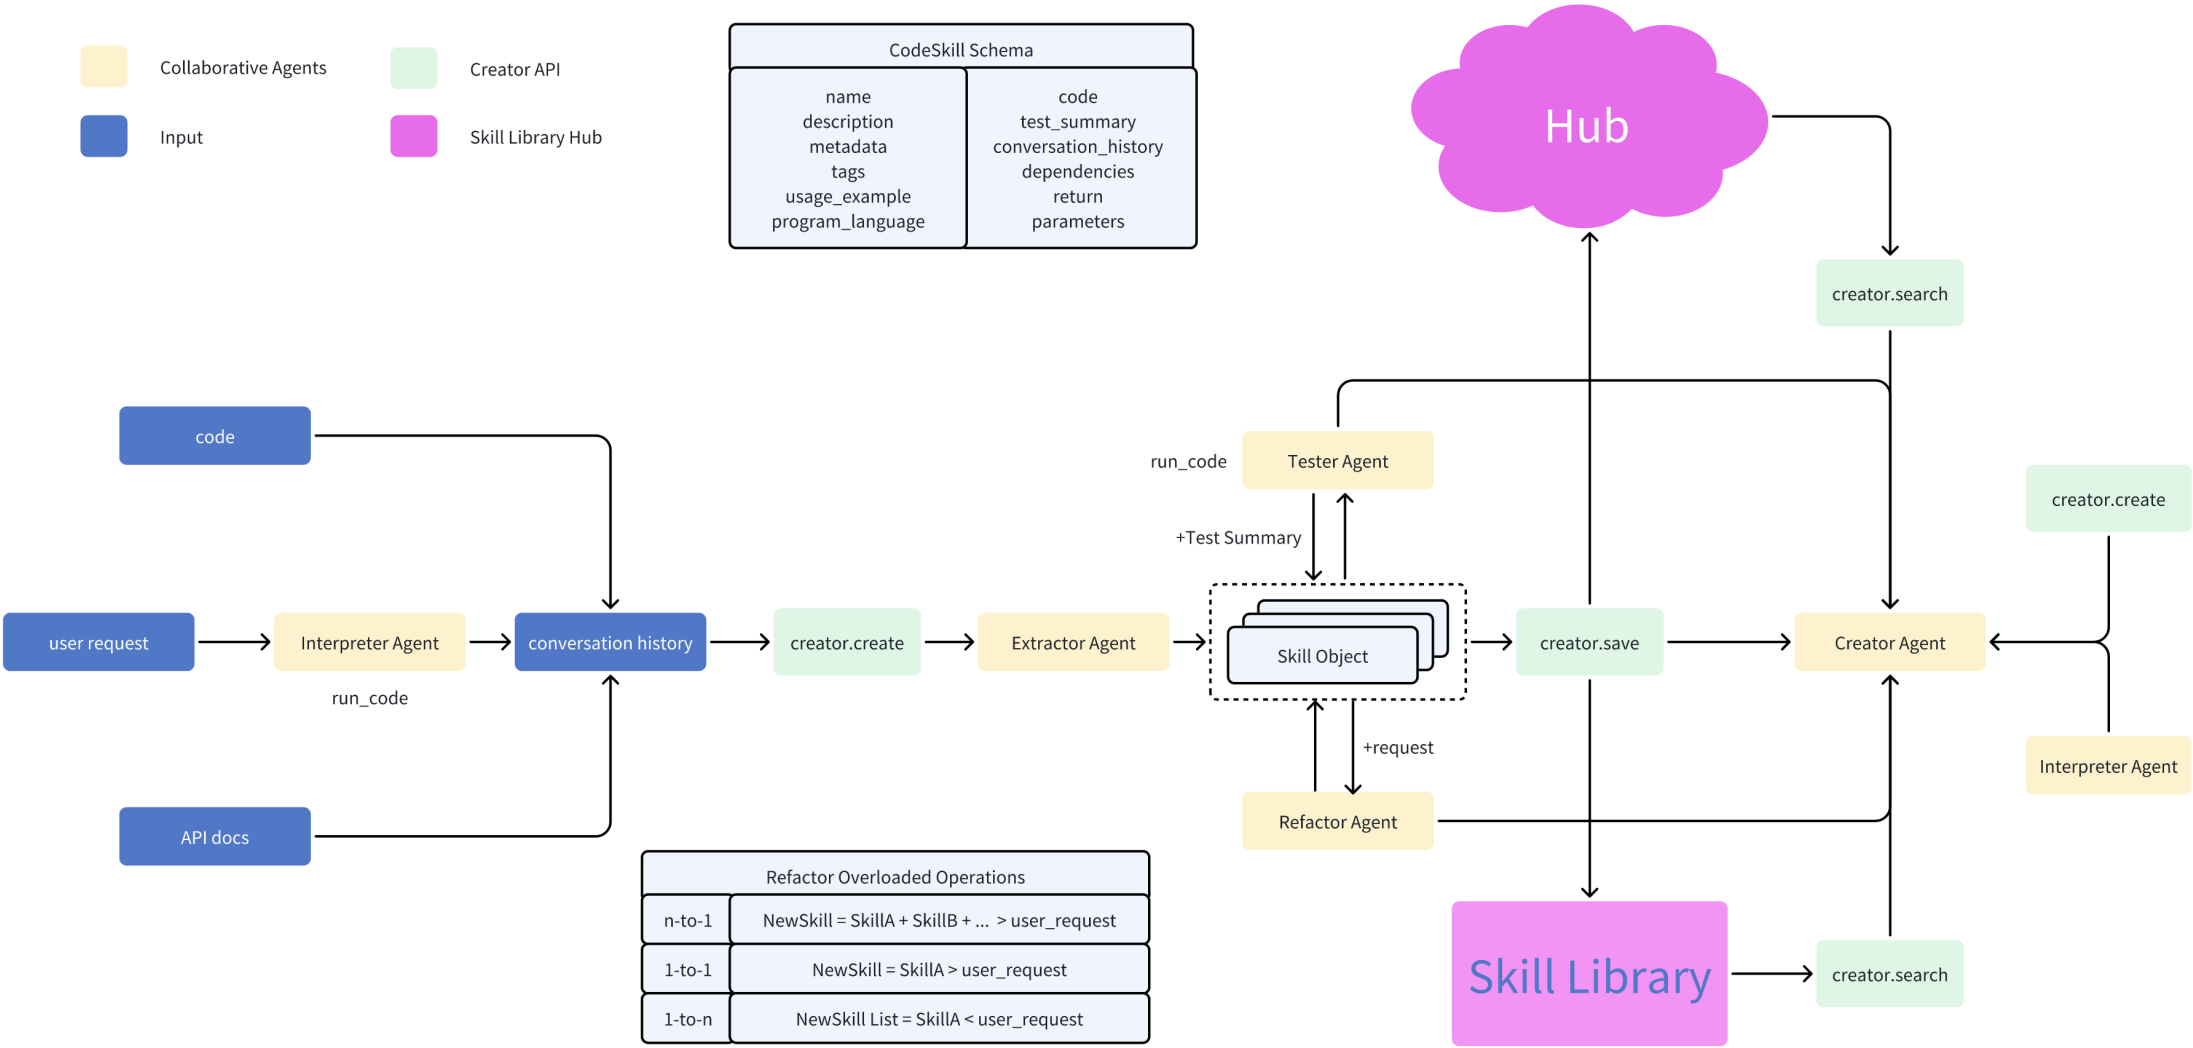 Collaborative Agents
Creator API
Input
Skill Library Hub
CodeSkill Schema
name
description
metadata
tags
usage_example
program_language
code
test_summary
conversation_history
dependencies
return
parameters
Hub
creator.search
code
run_code
Tester Agent
creator.create
+Test Summary
user request
Interpreter Agent
conversation history
creator.create
Extractor Agent
Skill Object
creator.save
Creator Agent
run_code
+request
Interpreter Agent
API docs
Refactor Agent
Refactor Overloaded Operations
n-to-1
NewSkill = SkillA + SkillB + ... > user_request
1-to-1
NewSkill = SkillA > user_request
1-to-n
NewSkill List = SkillA < user_request
Skill Library
creator.search